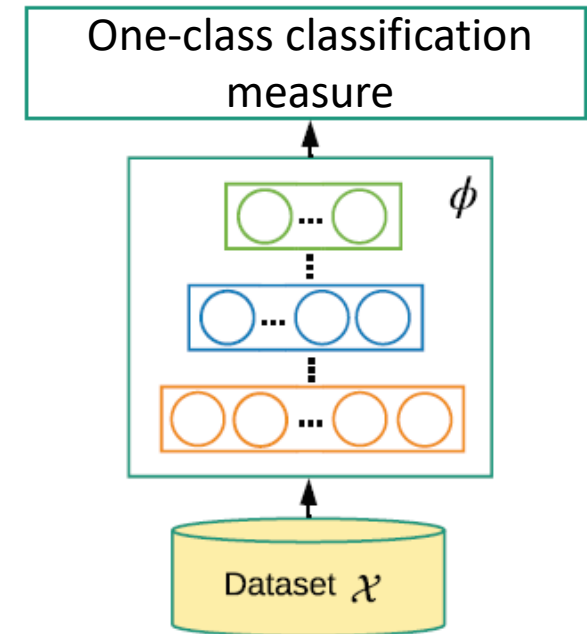 One-class classification
measure
ϕ
...
...
...
Dataset 𝒳